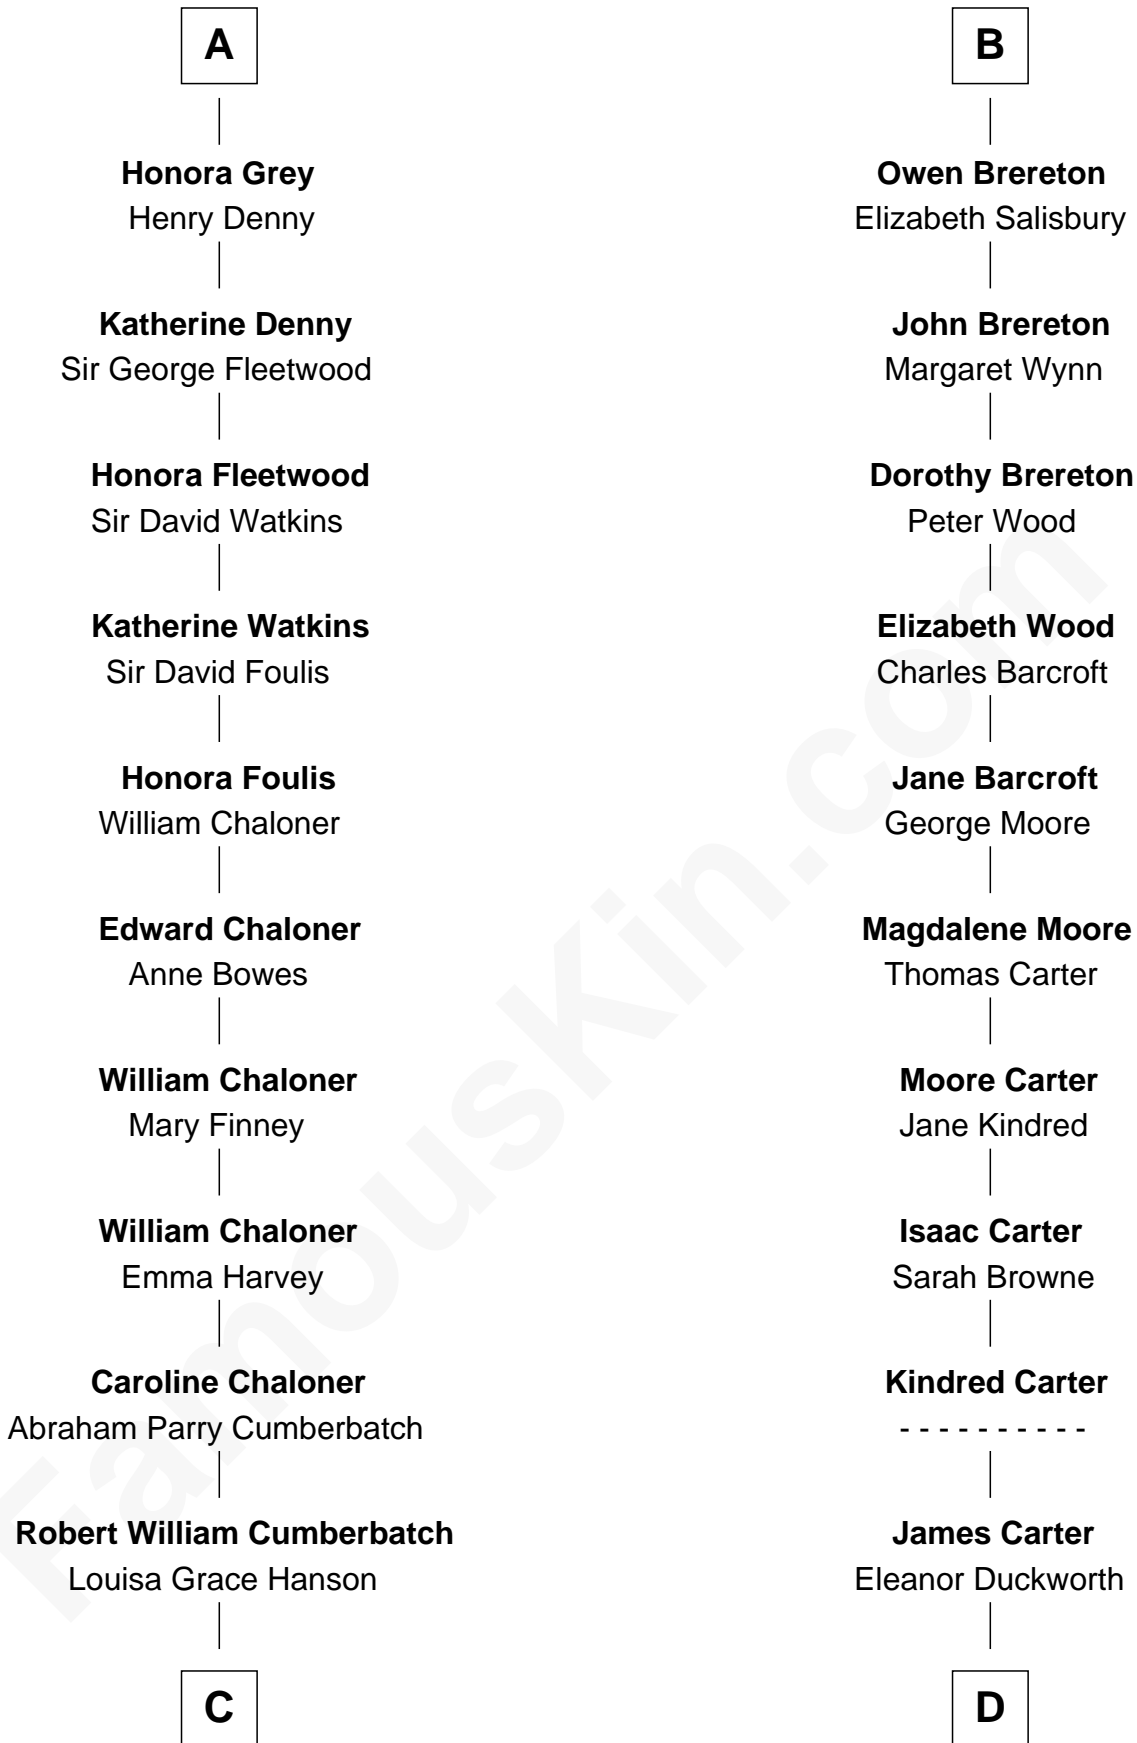 A
Honora Grey
Henry Denny
Katherine Denny
Sir George Fleetwood
Honora Fleetwood
Sir David Watkins
Katherine Watkins
Sir David Foulis
Honora Foulis
William Chaloner
Edward Chaloner
Anne Bowes
William Chaloner
Mary Finney
William Chaloner
Emma Harvey
Caroline Chaloner
Abraham Parry Cumberbatch
Robert William Cumberbatch
Louisa Grace Hanson
C
B
Owen Brereton
Elizabeth Salisbury
John Brereton
Margaret Wynn
Dorothy Brereton
Peter Wood
Elizabeth Wood
Charles Barcroft
Jane Barcroft
George Moore
Magdalene Moore
Thomas Carter
Moore Carter
Jane Kindred
Isaac Carter
Sarah Browne
Kindred Carter
- - - - - - - - - -
James Carter
Eleanor Duckworth
D
FamousKin.com